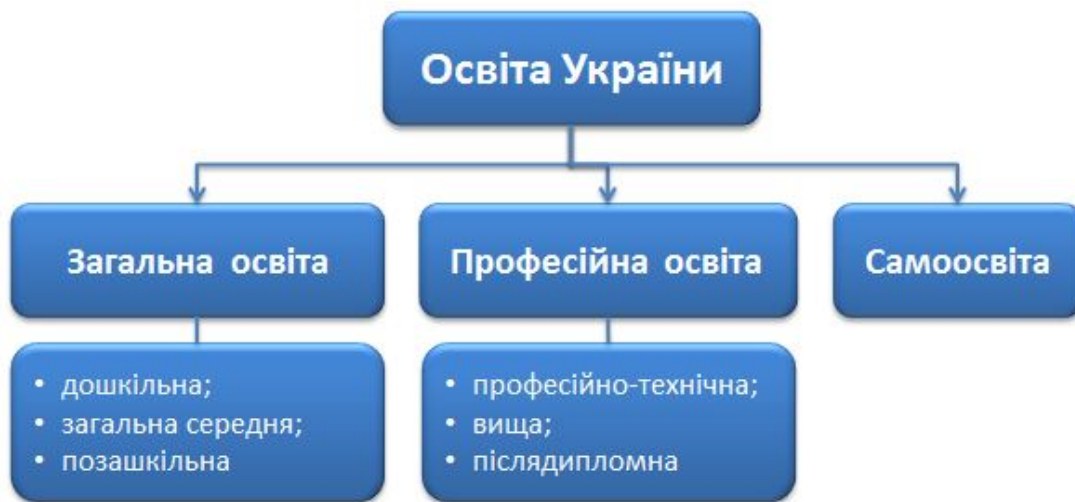 Освіта України
Загальна освіта
Професійна освіта
Самоосвіта
• дошкільна;
• загальна середня;
• позашкільна
• професійно-технічна;
• вища;
• післядипломна